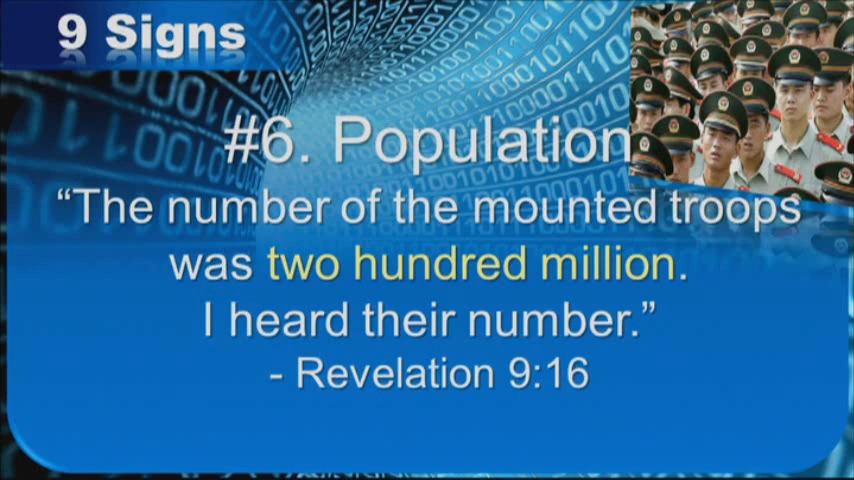 9 Signs
#6. Population
“The number of the mounted troops
was two hundred million.
I heard their number.”
- Revelation 9:16